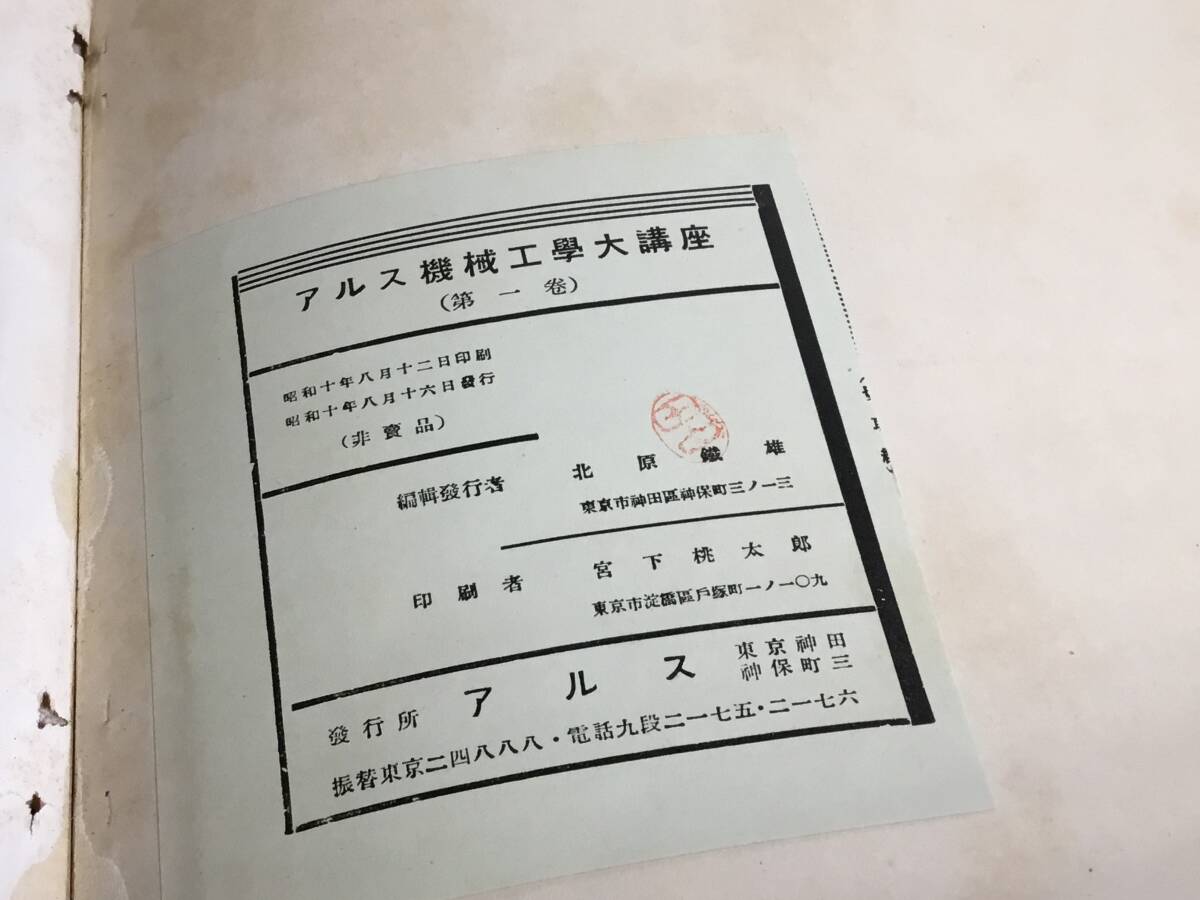 アルス機械工學大講座
(第一卷)
昭和十年八月十二日印刷
昭和十年八月十六日發行
(非賣品)
編輯發行者
北原鐵雄
東京市神田區神保町三ノ一三
印刷者
宮下桃太郎
東京市淀橋區戶塚町一ノ一〇九
發行所 アルス 東京神田
神保町三
振替東京二四八八八・電話九段二一七五・二一七六